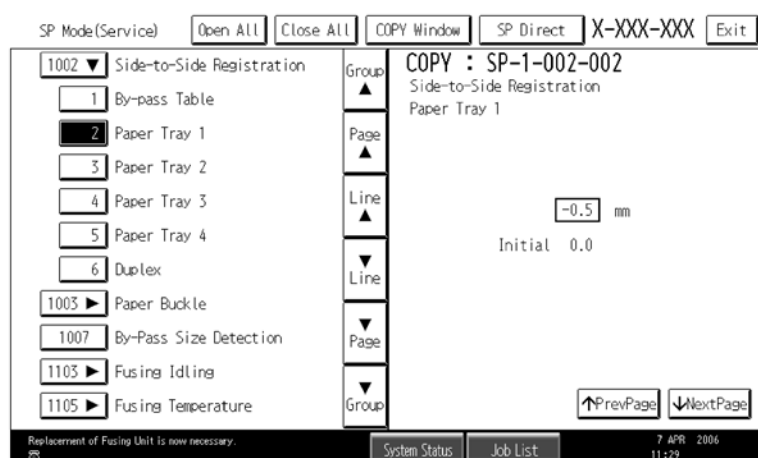 SP Mode(Service) Open All Close All COPY Window SP Direct X-XXX-XXX Exit
1002 ▼ Side-to-Side Registration
1 By-pass Table
2 Paper Tray 1
3 Paper Tray 2
4 Paper Tray 3
5 Paper Tray 4
6 Duplex
1003 ▶ Paper Buckle
1007 By-Pass Size Detection
1103 ▶ Fusing Idling
1105 ▶ Fusing Temperature
Group ▲
Page ▲
Line ▲
▼ Line
▼ Page
▼ Group
COPY : SP-1-002-002
Side-to-Side Registration
Paper Tray 1
-0.5 mm
Initial 0.0
↑PrevPage ↓NextPage
Replacement of Fusing Unit is now necessary.
System Status Job List
7 APR 2006
11:29